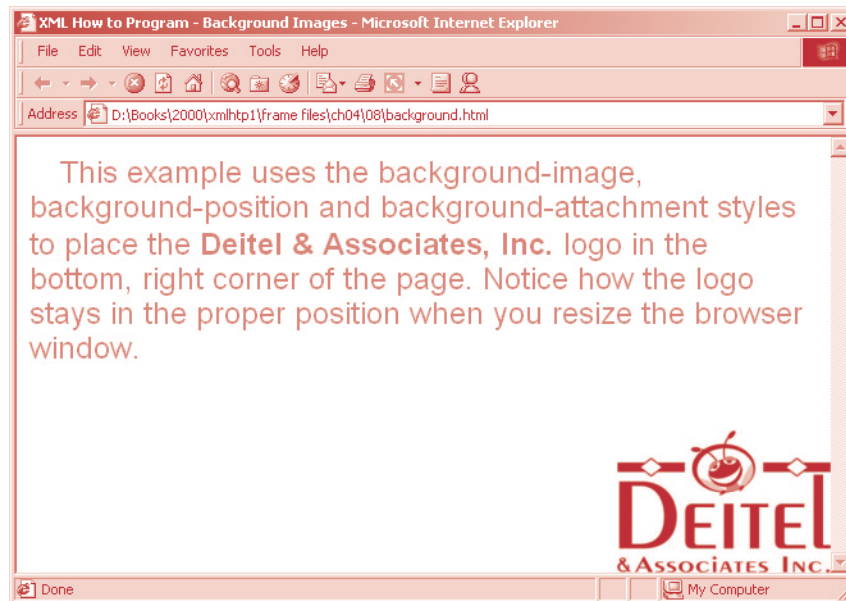 XML How to Program - Background Images - Microsoft Internet Explorer
File Edit View Favorites Tools Help
Address D:\Books\2000\xmlhtp1\frame files\ch04\08\background.html
This example uses the background-image,
background-position and background-attachment styles
to place the Deitel & Associates, Inc. logo in the
bottom, right corner of the page. Notice how the logo
stays in the proper position when you resize the browser
window.
DEITEL
& ASSOCIATES INC.
Done My Computer